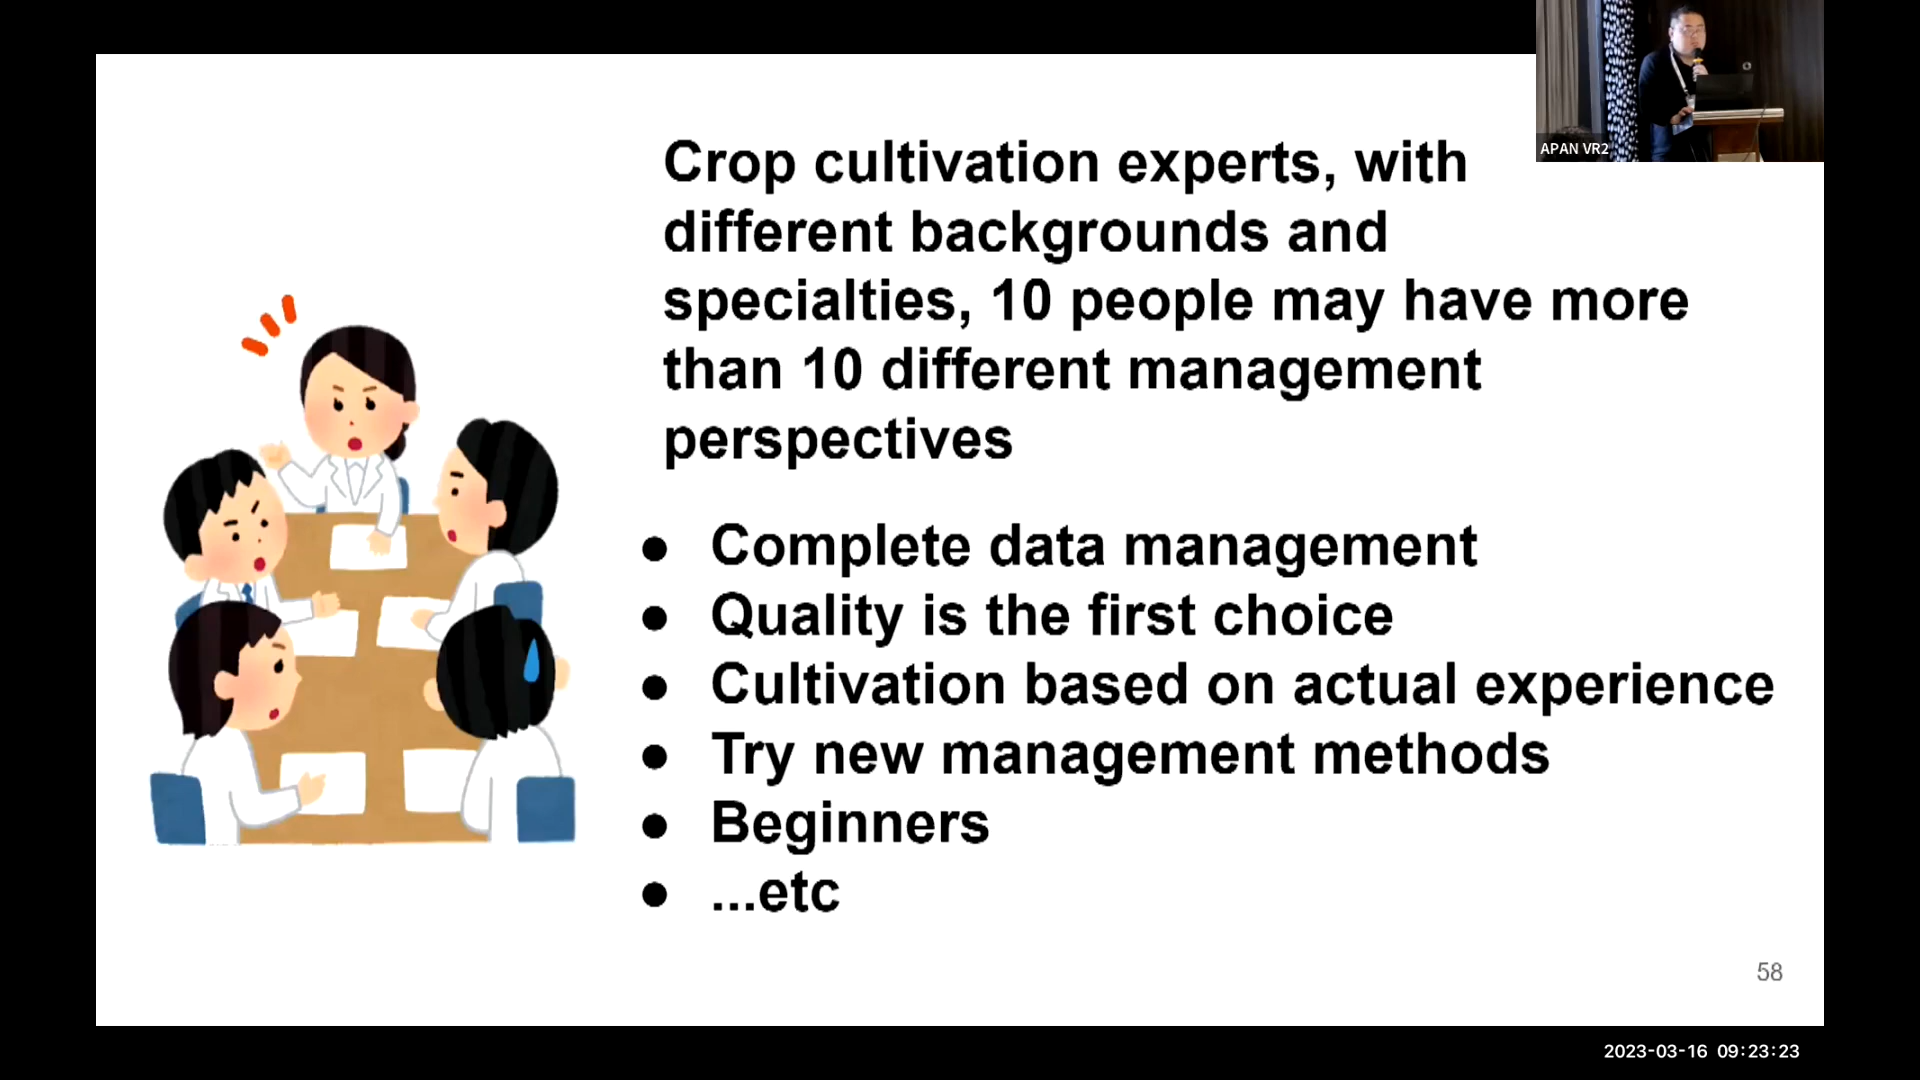 APAN VR2
Crop cultivation experts, with
different backgrounds and
specialties, 10 people may have more
than 10 different management
perspectives
● Complete data management
● Quality is the first choice
● Cultivation based on actual experience
● Try new management methods
● Beginners
● ...etc
58
2023-03-16 09:23:23